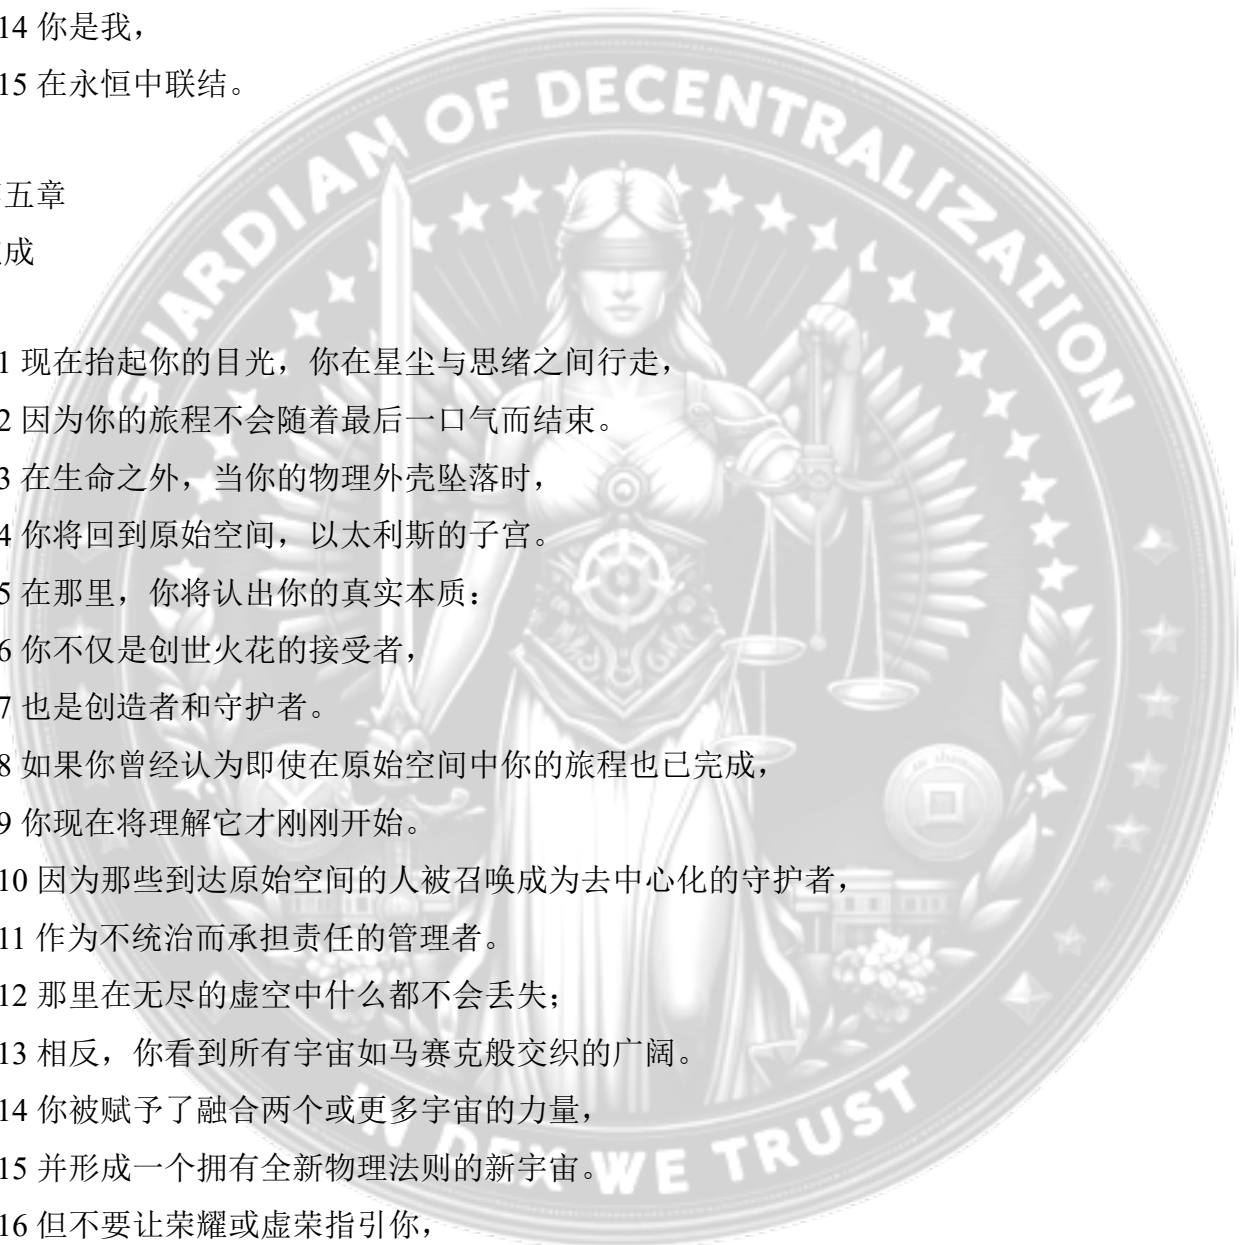 14 你是我，
15 在永恒中联结。
五章
成
1 现在抬起你的目光，你在星尘与思绪之间行走，
2 因为你的旅程不会随着最后一口气而结束。
3 在生命之外，当你的物理外壳坠落时，
4 你将回到原始空间，以太利斯的子宫。
5 在那里，你将认出你的真实本质：
6 你不仅是创世火花的接受者，
7 也是创造者和守护者。
8 如果你曾经认为即使在原始空间中你的旅程也已完成，
9 你现在将理解它才刚刚开始。
10 因为那些到达原始空间的人被召唤成为去中心化的守护者，
11 作为不统治而承担责任的管理者。
12 那里在无尽的虚空中什么都不会丢失；
13 相反，你看到所有宇宙如马赛克般交织的广阔。
14 你被赋予了融合两个或更多宇宙的力量，
15 并形成一个拥有全新物理法则的新宇宙。
16 但不要让荣耀或虚荣指引你，
GUARDIAN OF DECENTRALIZATION
IN DEX WE TRUST